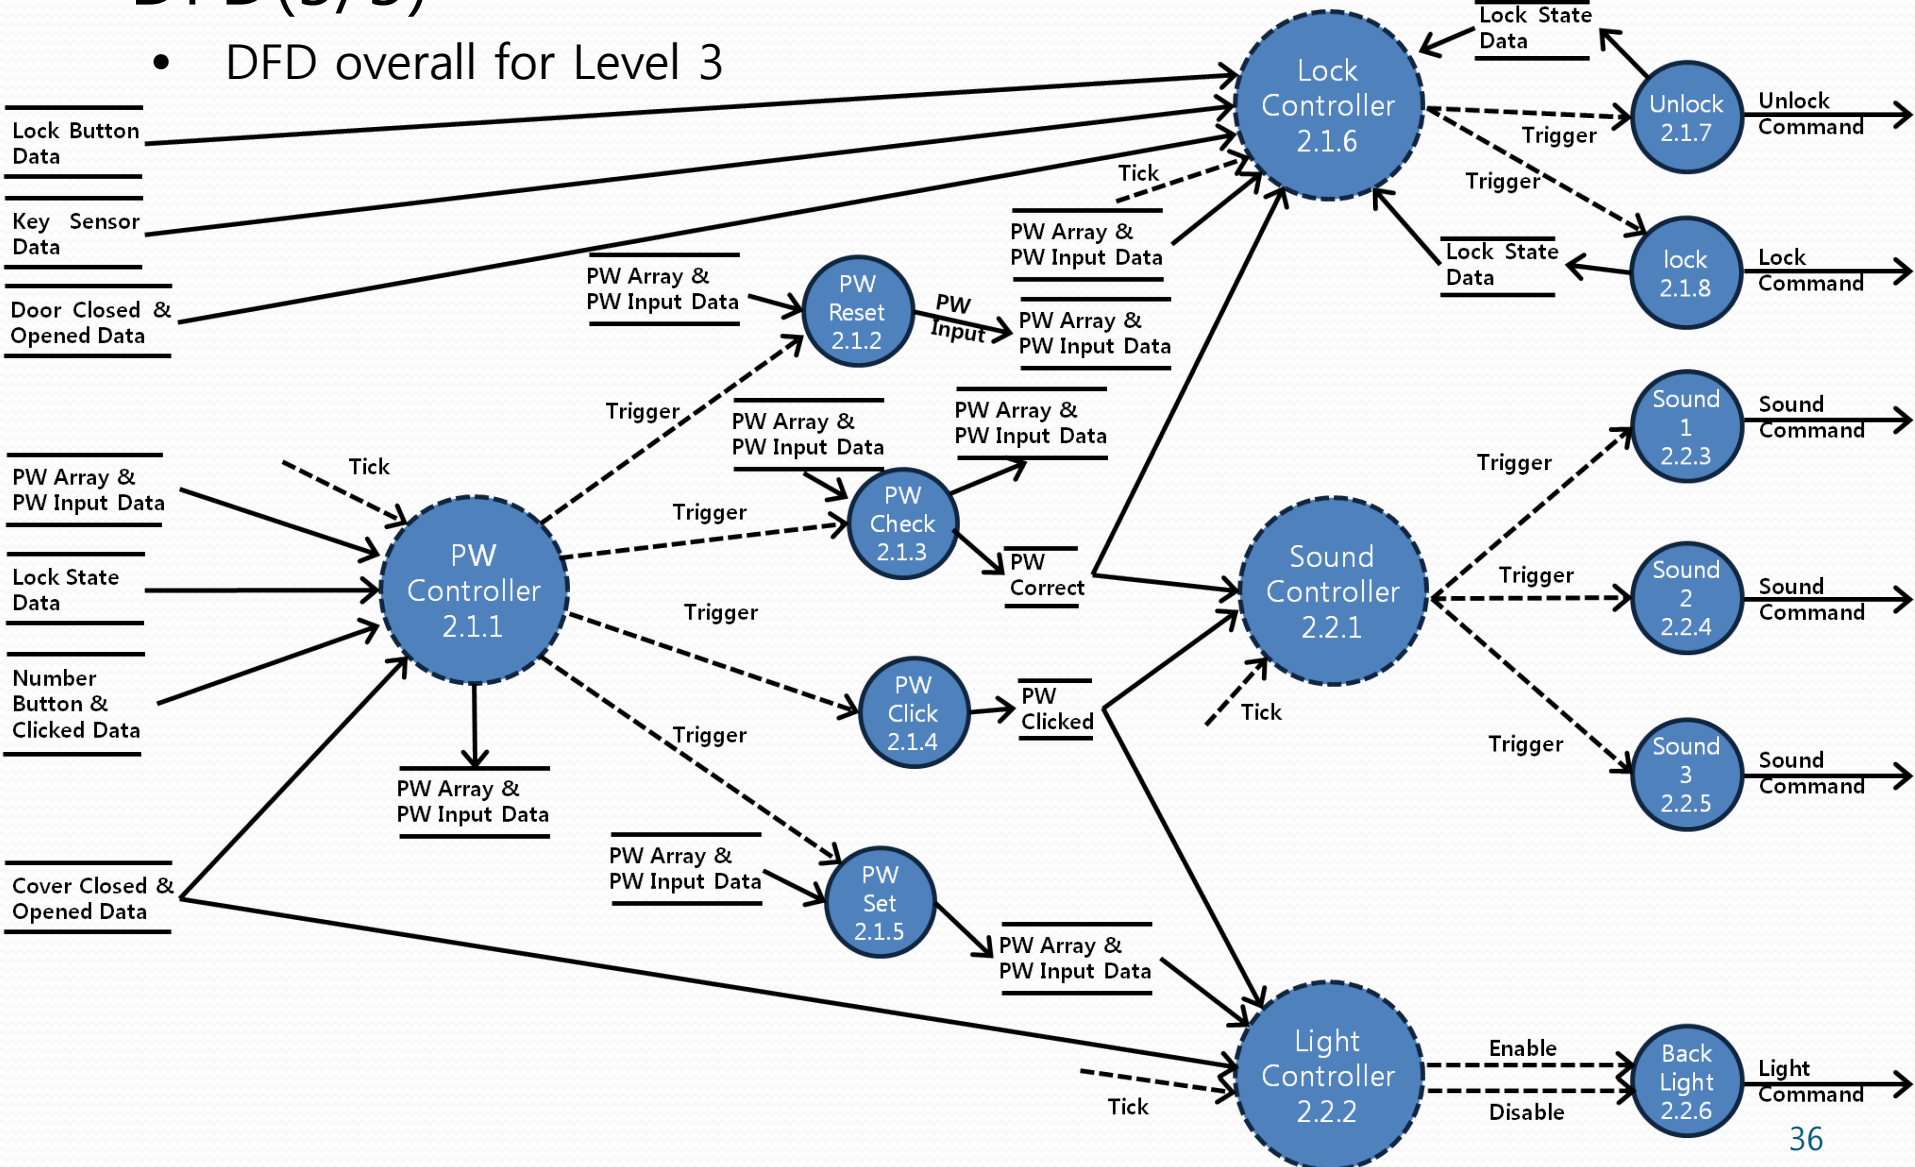 DFD(3/3)
• DFD overall for Level 3
Lock Button
Data
Key Sensor
Data
Door Closed &
Opened Data
PW Array &
PW Input Data
Lock State
Data
Number
Button &
Clicked Data
Cover Closed &
Opened Data
Tick
PW
Controller
2.1.1
PW Array &
PW Input Data
Trigger
Trigger
Trigger
Trigger
PW Array &
PW Input Data
PW
Reset
2.1.2
PW
Input
PW Array &
PW Input Data
PW Array &
PW Input Data
PW
Check
2.1.3
PW Array &
PW Input Data
PW
Correct
PW
Click
2.1.4
PW
Clicked
PW Array &
PW Input Data
PW
Set
2.1.5
PW Array &
PW Input Data
Tick
PW Array &
PW Input Data
Lock
Controller
2.1.6
Lock State
Data
Trigger
Trigger
Unlock
2.1.7
Unlock
Command
Lock State
Data
lock
2.1.8
Lock
Command
Sound
Controller
2.2.1
Tick
Trigger
Trigger
Trigger
Sound
1
2.2.3
Sound
Command
Sound
2
2.2.4
Sound
Command
Sound
3
2.2.5
Sound
Command
Tick
Light
Controller
2.2.2
Enable
Disable
Back
Light
2.2.6
Light
Command
36